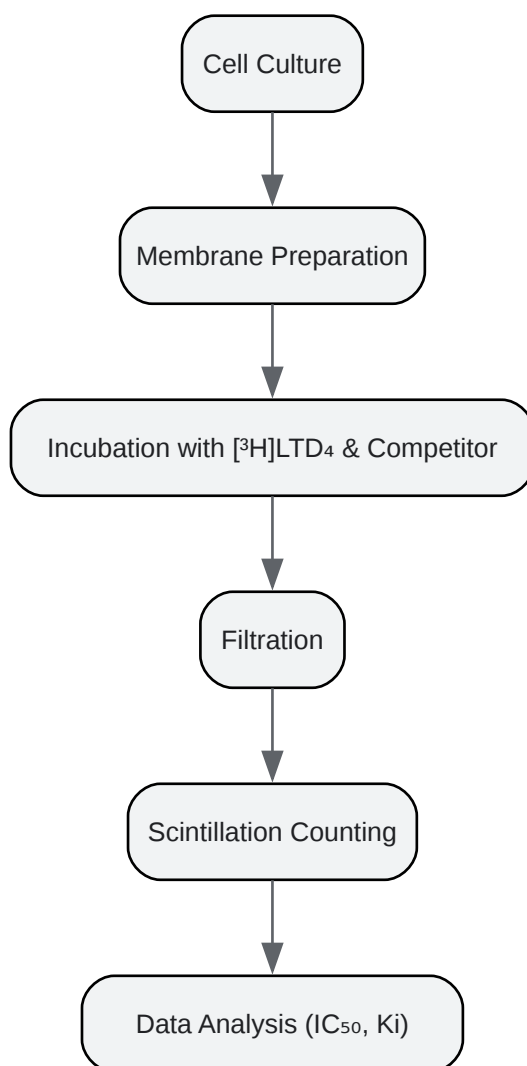 Cell Culture
Membrane Preparation
Incubation with [³H]LTD₄ & Competitor
Filtration
Scintillation Counting
Data Analysis (IC₅₀, Ki)